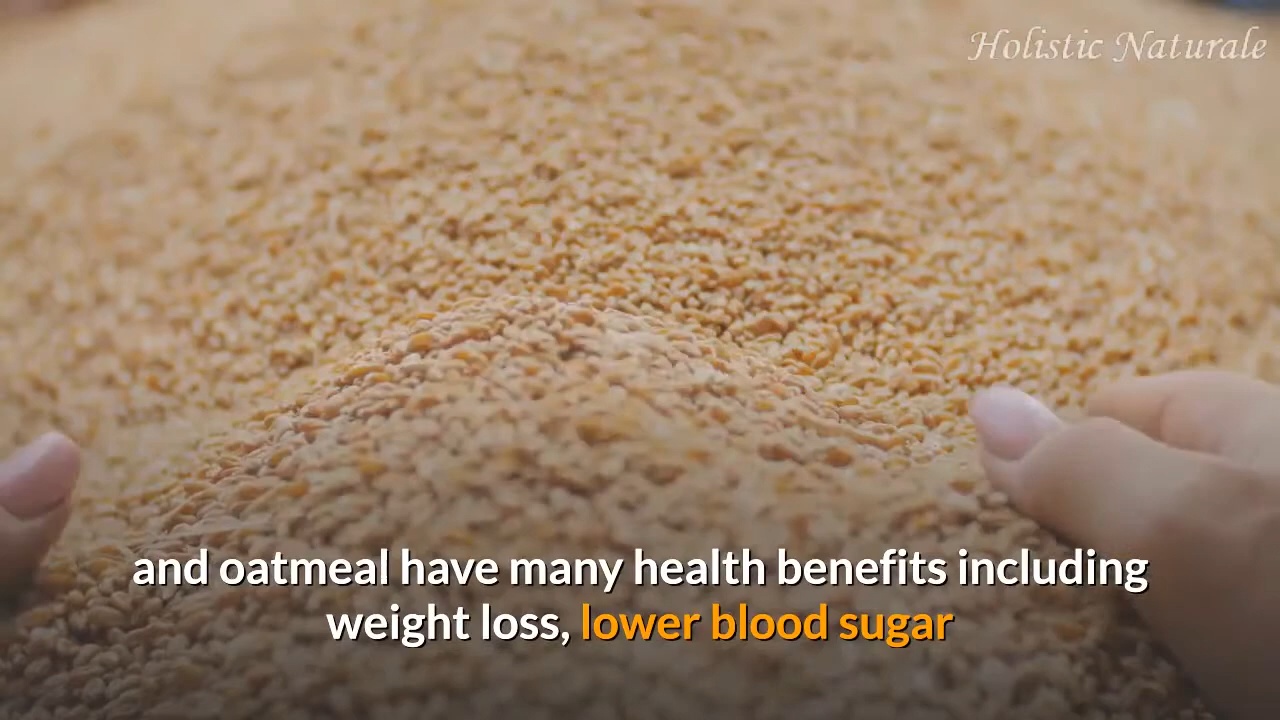 Holistic Naturale
and oatmeal have many health benefits including
weight loss, lower blood sugar